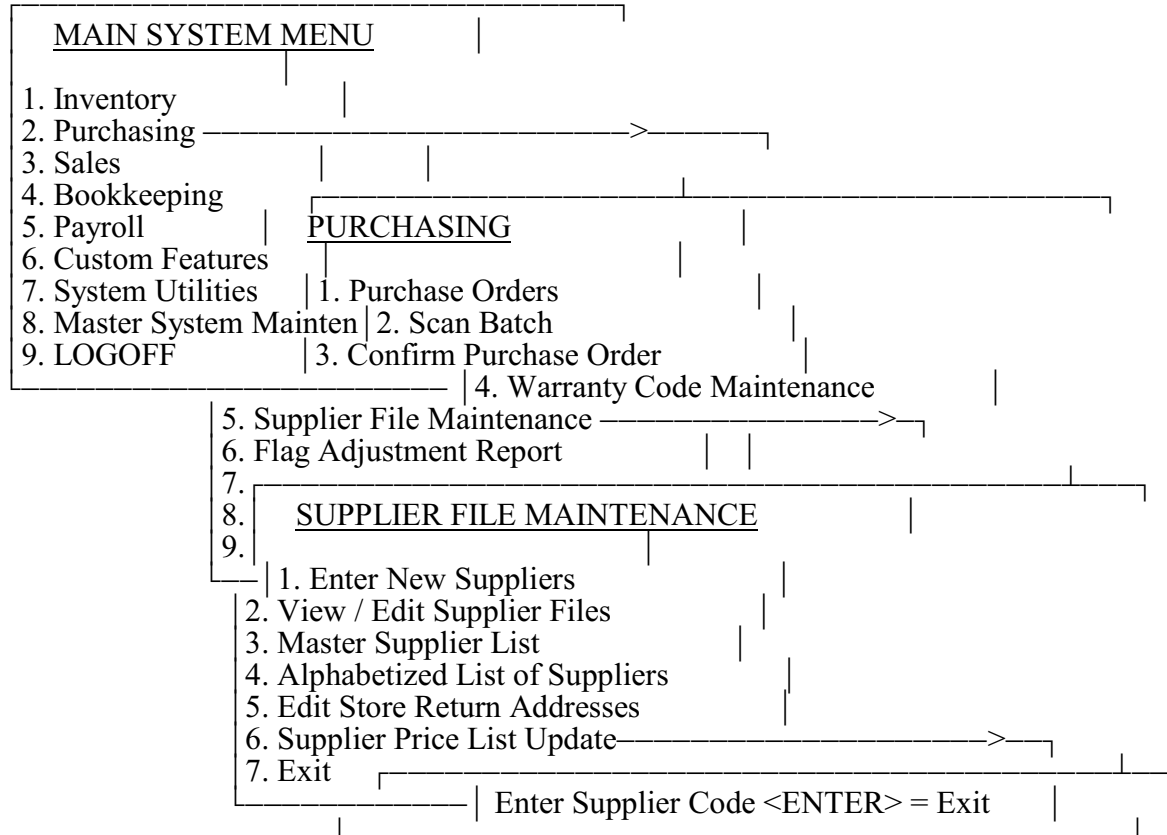 MAIN SYSTEM MENU
1. Inventory
2. Purchasing >
3. Sales
4. Bookkeeping
5. Payroll PURCHASING
6. Custom Features
7. System Utilities 1. Purchase Orders
8. Master System Mainten 2. Scan Batch
9. LOGOFF 3. Confirm Purchase Order
4. Warranty Code Maintenance
5. Supplier File Maintenance >
6. Flag Adjustment Report
7.
8. SUPPLIER FILE MAINTENANCE
9.
1. Enter New Suppliers
2. View / Edit Supplier Files
3. Master Supplier List
4. Alphabetized List of Suppliers
5. Edit Store Return Addresses
6. Supplier Price List Update >
7. Exit
Enter Supplier Code <ENTER> = Exit